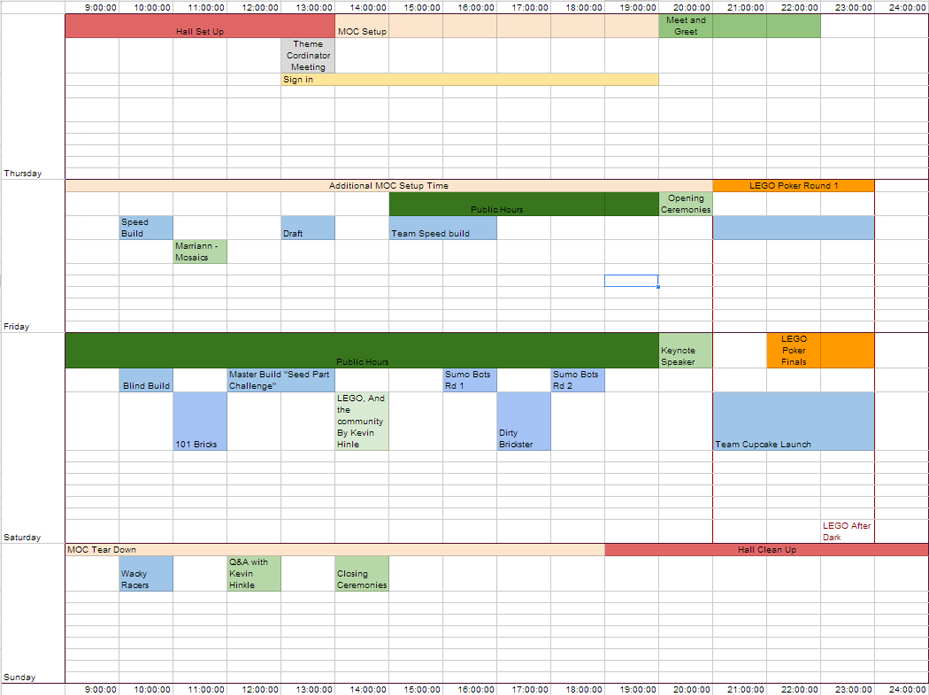 9:00:00 10:00:00 11:00:00 12:00:00 13:00:00 14:00:00 15:00:00 16:00:00 17:00:00 18:00:00 19:00:00 20:00:00 21:00:00 22:00:00 23:00:00 24:00:00
Hall Set Up
MOC Setup
Meet and
Greet
Theme
Cordinator
Meeting
Sign in
Thursday
Additional MOC Setup Time
LEGO Poker Round 1
Public Hours
Opening
Ceremonies
Speed
Build
Draft
Team Speed build
Marriann -
Mosaics
Friday
Public Hours
Keynote
Speaker
LEGO
Poker
Finals
Blind Build
Master Build "Seed Part
Challenge"
Sumo Bots
Rd 1
Sumo Bots
Rd 2
101 Bricks
LEGO, And
the
community
By Kevin
Hinle
Dirty
Brickster
Team Cupcake Launch
LEGO After
Dark
Saturday
MOC Tear Down
Hall Clean Up
Wacky
Racers
Q&A with
Kevin
Hinkle
Closing
Ceremonies
Sunday
9:00:00 10:00:00 11:00:00 12:00:00 13:00:00 14:00:00 15:00:00 16:00:00 17:00:00 18:00:00 19:00:00 20:00:00 21:00:00 22:00:00 23:00:00 24:00:00